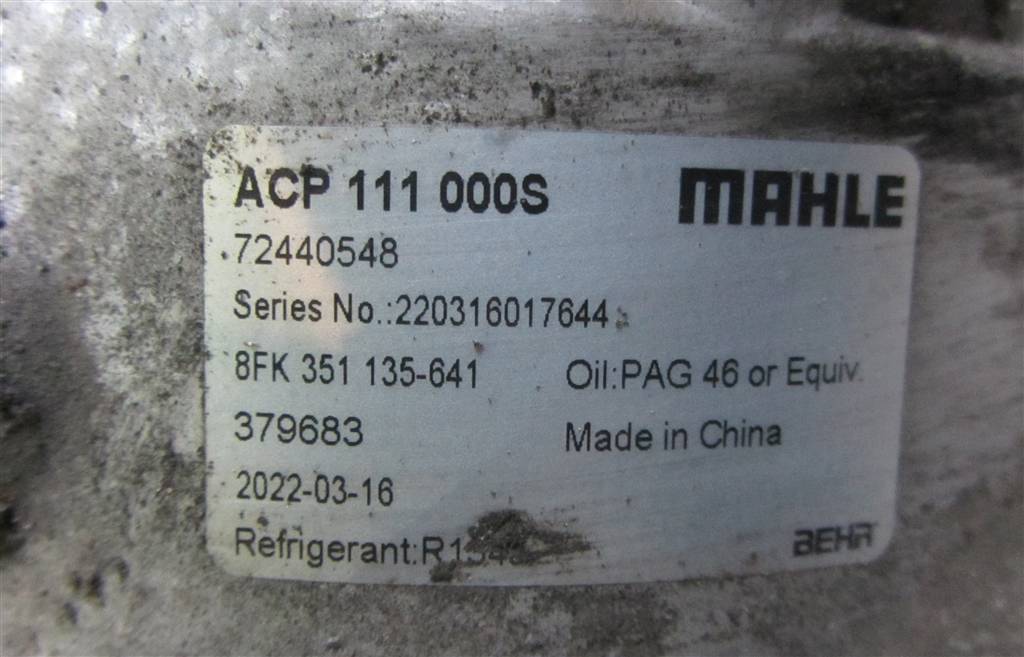 ACP 111 000S MAHLE
72440548
Series No.:220316017644
8FK 351 135-641 Oil:PAG 46 or Equiv.
379683 Made in China
2022-03-16
Refrigerant: BEHR